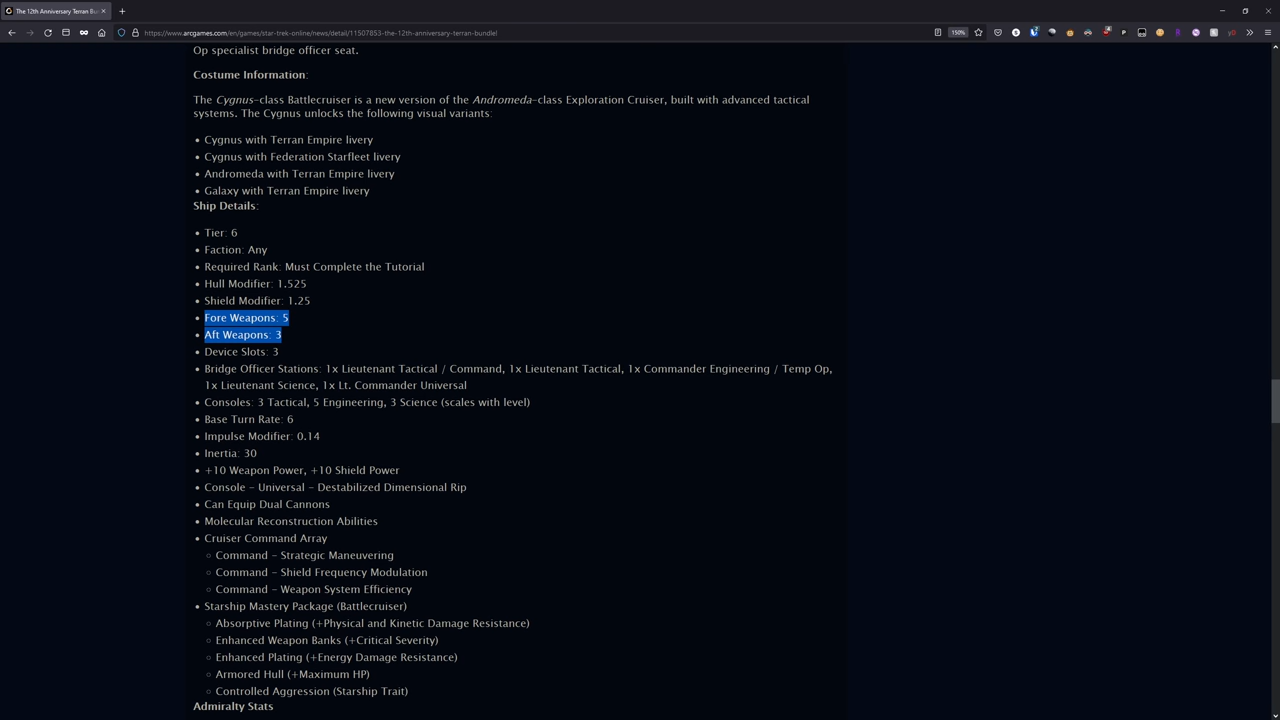 The 12th Anniversary Terran Bun
https://www.arcgames.com/en/games/star-trek-online/news/detail/11507853-the-12th-anniversary-terran-bundle!
150%
Op specialist bridge officer seat.
Costume Information:
The Cygnus-class Battlecruiser is a new version of the Andromeda-class Exploration Cruiser, built with advanced tactical
systems. The Cygnus unlocks the following visual variants:
• Cygnus with Terran Empire livery
• Cygnus with Federation Starfleet livery
• Andromeda with Terran Empire livery
• Galaxy with Terran Empire livery
Ship Details:
• Tier: 6
• Faction: Any
• Required Rank: Must Complete the Tutorial
• Hull Modifier: 1.525
• Shield Modifier: 1.25
• Fore Weapons: 5
• Aft Weapons: 3
• Device Slots: 3
• Bridge Officer Stations: 1x Lieutenant Tactical / Command, 1x Lieutenant Tactical, 1x Commander Engineering / Temp Op,
1x Lieutenant Science, 1x Lt. Commander Universal
• Consoles: 3 Tactical, 5 Engineering, 3 Science (scales with level)
• Base Turn Rate: 6
• Impulse Modifier: 0.14
• Inertia: 30
• +10 Weapon Power, +10 Shield Power
• Console - Universal - Destabilized Dimensional Rip
• Can Equip Dual Cannons
• Molecular Reconstruction Abilities
• Cruiser Command Array
◦ Command - Strategic Maneuvering
◦ Command - Shield Frequency Modulation
◦ Command - Weapon System Efficiency
• Starship Mastery Package (Battlecruiser)
◦ Absorptive Plating (+Physical and Kinetic Damage Resistance)
◦ Enhanced Weapon Banks (+Critical Severity)
◦ Enhanced Plating (+Energy Damage Resistance)
◦ Armored Hull (+Maximum HP)
◦ Controlled Aggression (Starship Trait)
Admiralty Stats